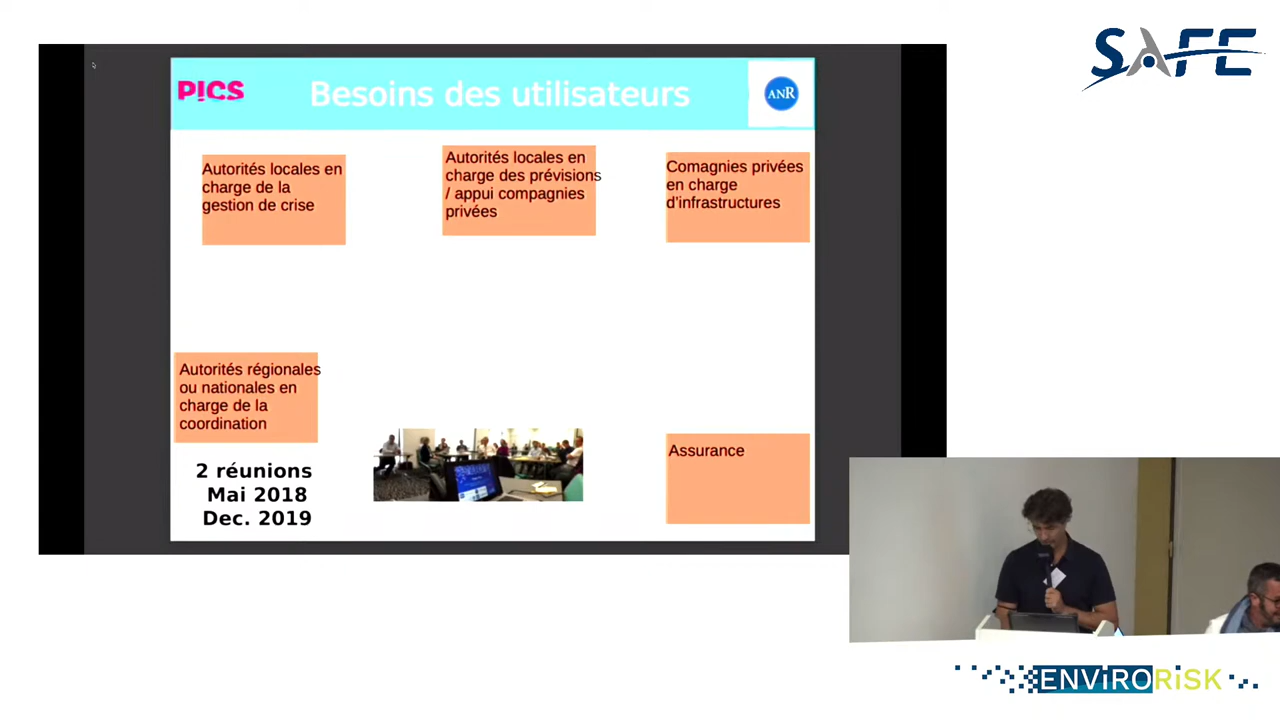 SAFE
PICS
Besoins des utilisateurs
ANR
Autorités locales en
charge de la
gestion de crise
Autorités locales en
charge des prévisions
/ appui compagnies
privées
Comagnies privées
en charge
d'infrastructures
Autorités régionales
ou nationales en
charge de la
coordination
2 réunions
Mai 2018
Dec. 2019
Assurance
ENViRORiSK